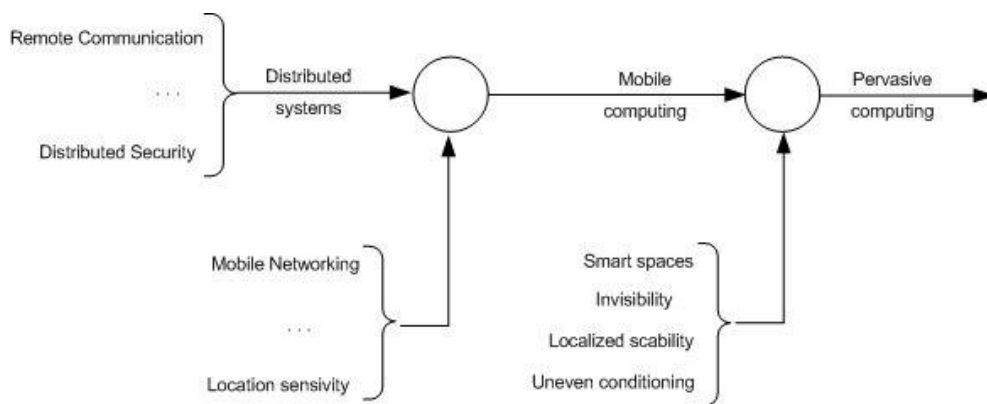 Remote Communication
. . .
Distributed Security
Distributed
systems
Mobile
computing
Pervasive
computing
Mobile Networking
. . .
Location sensivity
Smart spaces
Invisibility
Localized scability
Uneven conditioning